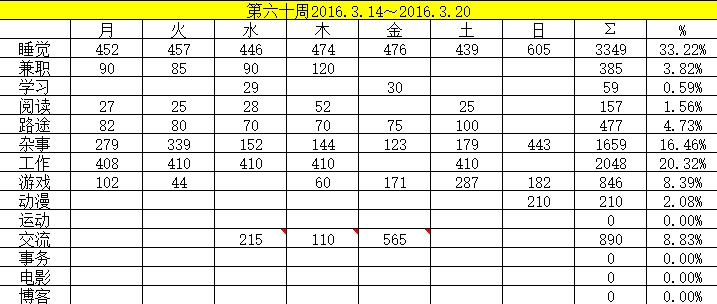 第六十周2016.3.14～2016.3.20
月 火 水 木 金 土 日 Σ %
睡觉 452 457 446 474 476 439 605 3349 33.22%
兼职 90 85 90 120 385 3.82%
学习 29 30 59 0.59%
阅读 27 25 28 52 25 157 1.56%
路途 82 80 70 70 75 100 477 4.73%
杂事 279 339 152 144 123 179 443 1659 16.46%
工作 408 410 410 410 410 2048 20.32%
游戏 102 44 60 171 287 182 846 8.39%
动漫 210 210 2.08%
运动 0 0.00%
交流 215 110 565 890 8.83%
事务 0 0.00%
电影 0 0.00%
博客 0 0.00%